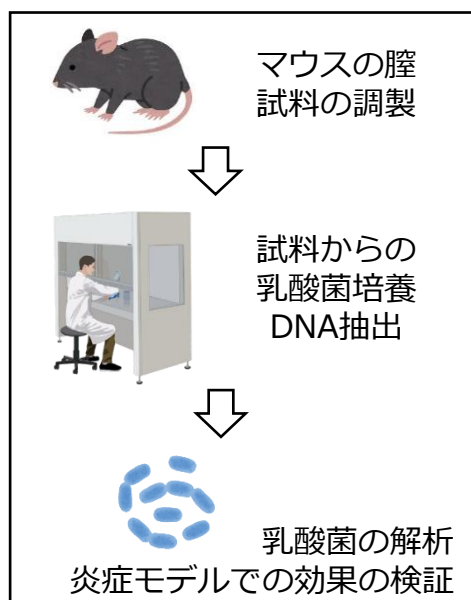 マウスの膣
試料の調製
試料からの
乳酸菌培養
DNA抽出
乳酸菌の解析
炎症モデルでの効果の検証